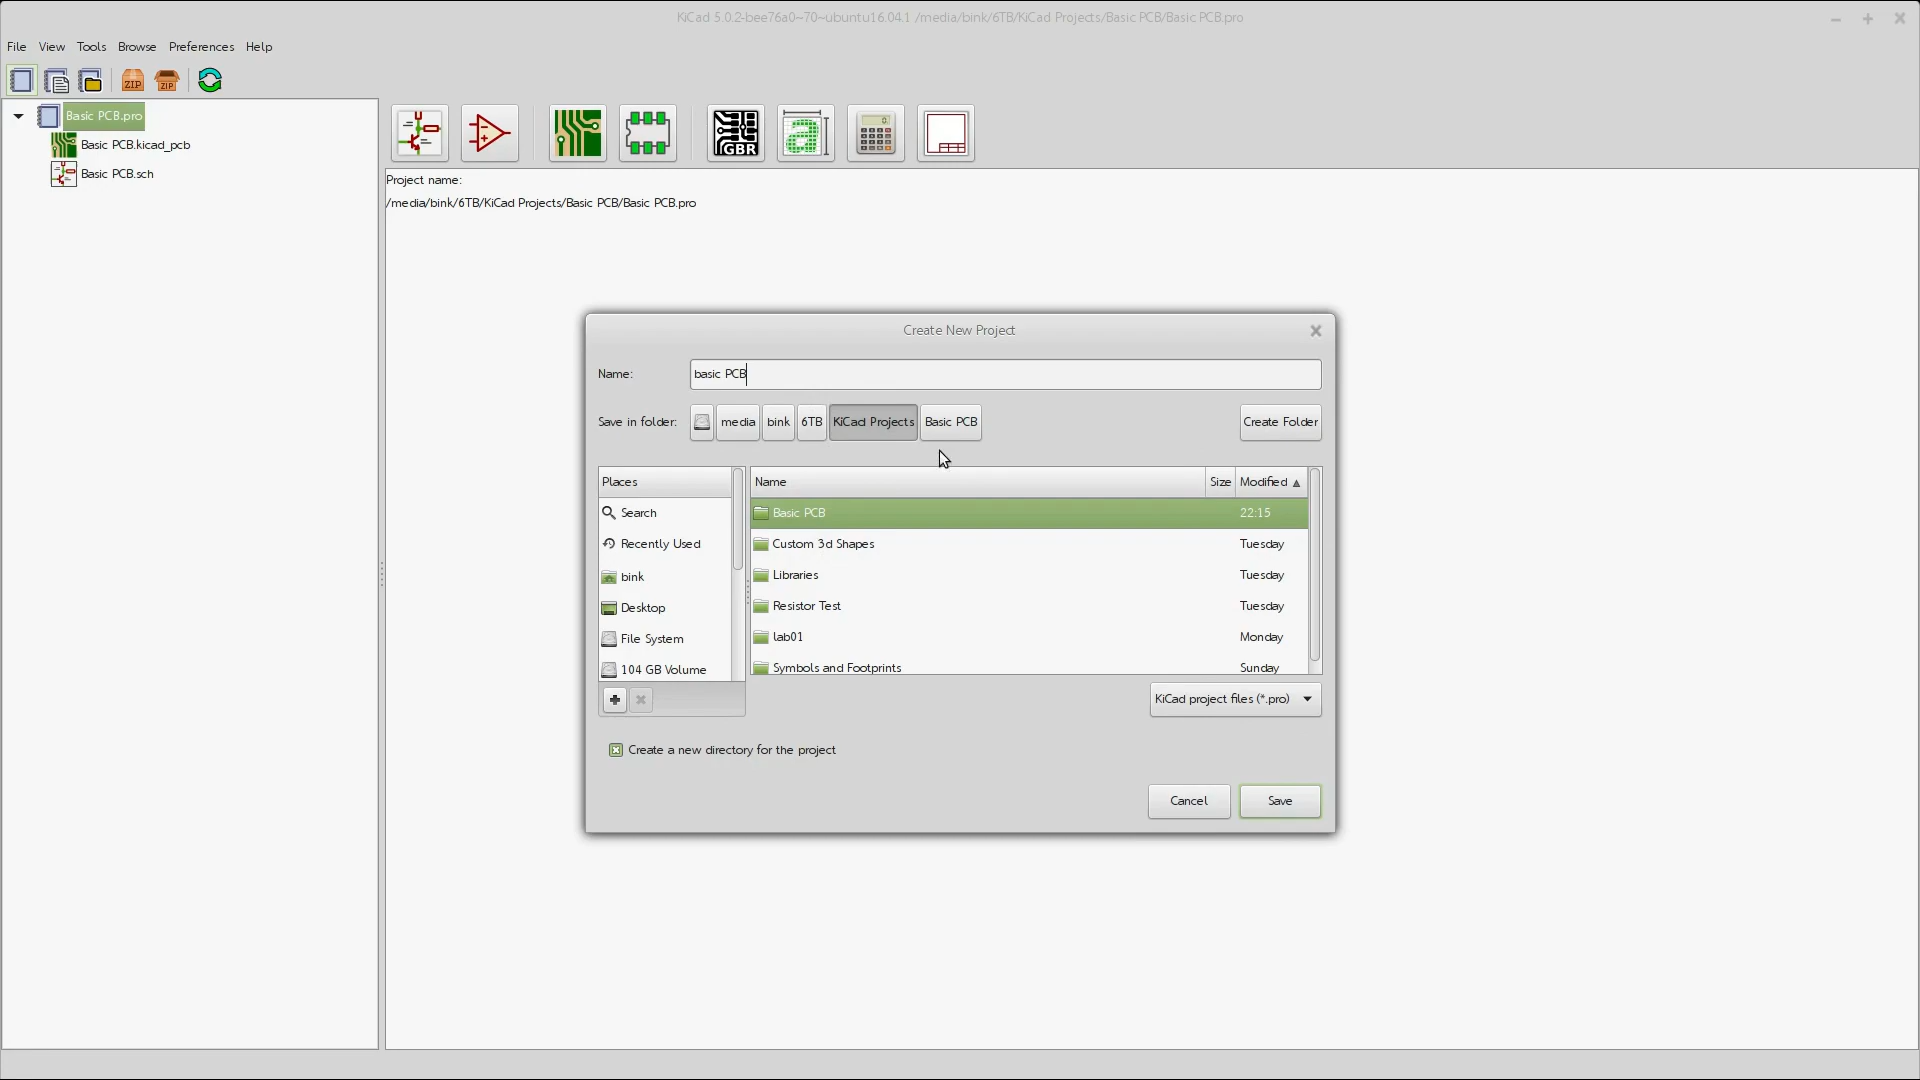 KiCad 5.0.2-bee76a0~70~ubuntu16.04.1 /media/bink/6TB/KiCad Projects/Basic PCB/Basic PCB.pro
File View Tools Browse Preferences Help
ZIP ZIP
Basic PCB.pro
Basic PCB.kicad_pcb
Basic PCB.sch
GBR a 0
Project name:
/media/bink/6TB/KiCad Projects/Basic PCB/Basic PCB.pro
Create New Project
Name: basic PCB
Save in folder: media bink 6TB KiCad Projects Basic PCB Create Folder
Places Name Size Modified
Search Basic PCB 22:15
Recently Used Custom 3d Shapes Tuesday
bink Libraries Tuesday
Desktop Resistor Test Tuesday
File System lab01 Monday
104 GB Volume Symbols and Footprints Sunday
KiCad project files (*.pro)
Create a new directory for the project
Cancel Save